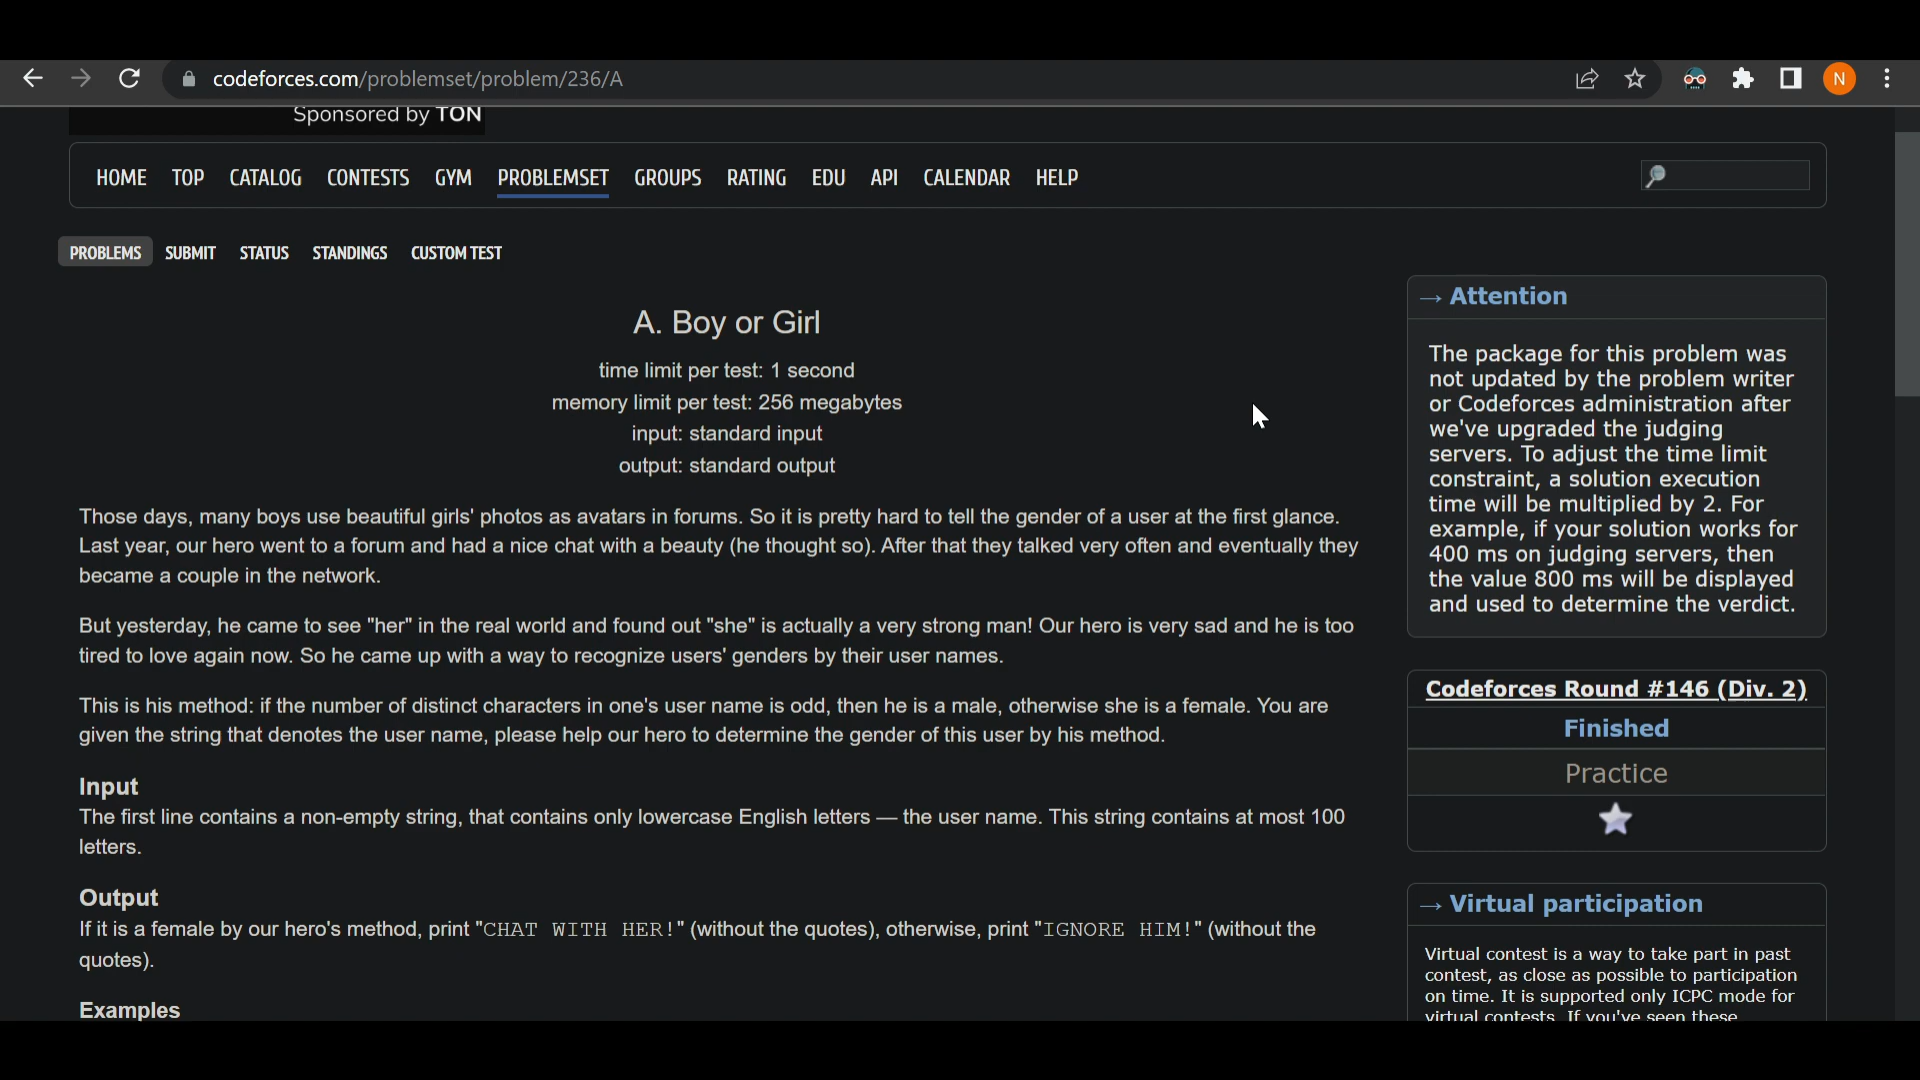 codeforces.com/problemset/problem/236/A
N
Sponsored by TON
HOME TOP CATALOG CONTESTS GYM PROBLEMSET GROUPS RATING EDU API CALENDAR HELP
PROBLEMS SUBMIT STATUS STANDINGS CUSTOM TEST
A. Boy or Girl
time limit per test: 1 second
memory limit per test: 256 megabytes
input: standard input
output: standard output
Those days, many boys use beautiful girls' photos as avatars in forums. So it is pretty hard to tell the gender of a user at the first glance.
Last year, our hero went to a forum and had a nice chat with a beauty (he thought so). After that they talked very often and eventually they
became a couple in the network.
But yesterday, he came to see "her" in the real world and found out "she" is actually a very strong man! Our hero is very sad and he is too
tired to love again now. So he came up with a way to recognize users' genders by their user names.
This is his method: if the number of distinct characters in one's user name is odd, then he is a male, otherwise she is a female. You are
given the string that denotes the user name, please help our hero to determine the gender of this user by his method.
Input
The first line contains a non-empty string, that contains only lowercase English letters — the user name. This string contains at most 100
letters.
Output
If it is a female by our hero's method, print "CHAT WITH HER!" (without the quotes), otherwise, print "IGNORE HIM!" (without the
quotes).
Examples
→ Attention
The package for this problem was
not updated by the problem writer
or Codeforces administration after
we've upgraded the judging
servers. To adjust the time limit
constraint, a solution execution
time will be multiplied by 2. For
example, if your solution works for
400 ms on judging servers, then
the value 800 ms will be displayed
and used to determine the verdict.
Codeforces Round #146 (Div. 2)
Finished
Practice
→ Virtual participation
Virtual contest is a way to take part in past
contest, as close as possible to participation
on time. It is supported only ICPC mode for
virtual contests. If you've seen these